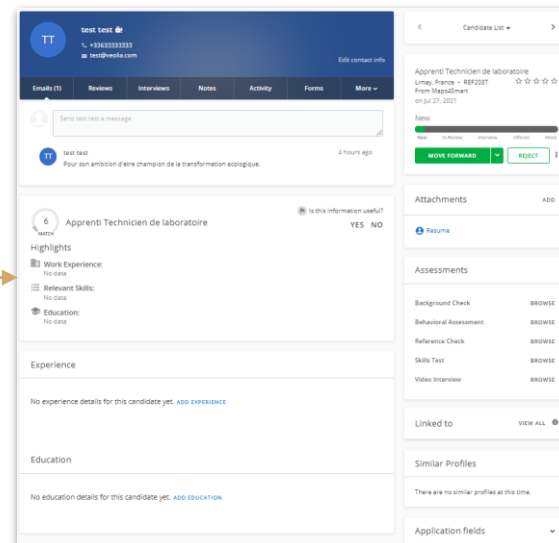 TT
test test
+33633333333
test@veolia.com
Edit contact info
Emails (1) Reviews Interviews Notes Activity Forms More
Send test test a message
TT
test test
4 hours ago
Pour son ambition d'etre champion de la transformation ecologique.
6
MATCH
Apprenti Technicien de laboratoire
Is this information useful?
YES NO
Highlights
Work Experience:
No data
Relevant Skills:
No data
Education:
No data
Experience
No experience details for this candidate yet. ADD EXPERIENCE
Education
No education details for this candidate yet. ADD EDUCATION
Candidate List
Apprenti Technicien de laboratoire
Limay, France • REF203T
From Maps4Smart
on Jul 27, 2021
New
New In-Review Interview Offered Hired
MOVE FORWARD REJECT
Attachments ADD
Resume
Assessments
Background Check BROWSE
Behavioral Assessment BROWSE
Reference Check BROWSE
Skills Test BROWSE
Video Interview BROWSE
Linked to VIEW ALL
Similar Profiles
There are no similar profiles at this time.
Application fields